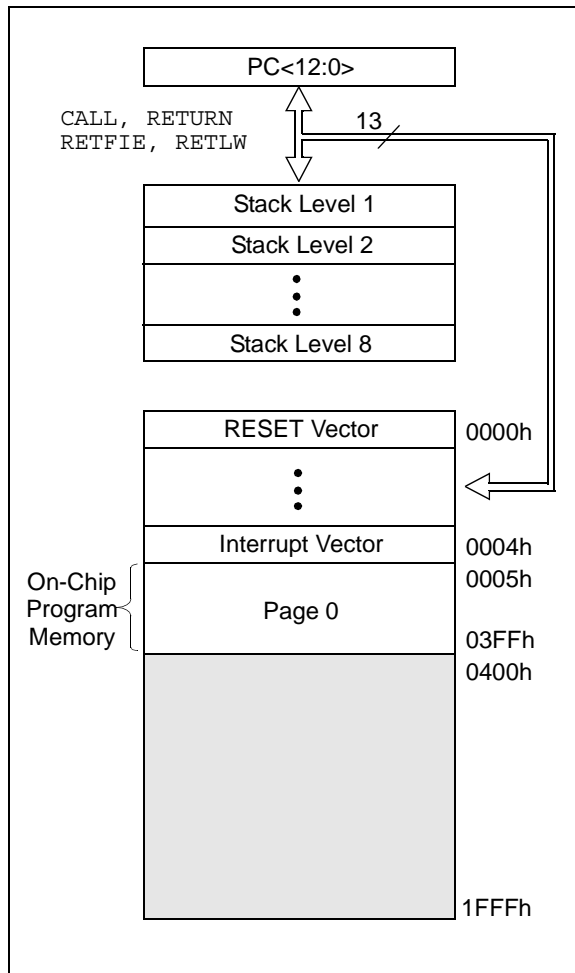 PC<12:0>
CALL, RETURN
RETFIE, RETLW
13
Stack Level 1
Stack Level 2
Stack Level 8
RESET Vector
0000h
Interrupt Vector
0004h
0005h
On-Chip
Program
Memory
Page 0
03FFh
0400h
1FFFh